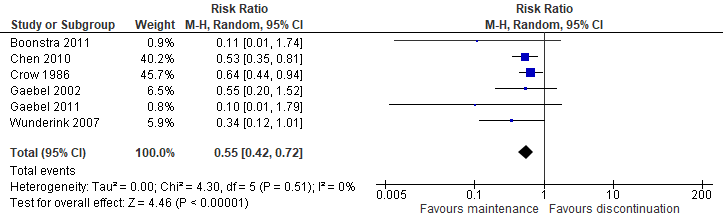 Risk Ratio Risk Ratio
Study or Subgroup Weight M-H, Random, 95% CI M-H, Random, 95% CI
Boonstra 2011 0.9% 0.11 [0.01, 1.74]
Chen 2010 40.2% 0.53 [0.35, 0.81]
Crow 1986 45.7% 0.64 [0.44, 0.94]
Gaebel 2002 6.5% 0.55 [0.20, 1.52]
Gaebel 2011 0.8% 0.10 [0.01, 1.79]
Wunderink 2007 5.9% 0.34 [0.12, 1.01]
Total (95% CI) 100.0% 0.55 [0.42, 0.72]
Total events
Heterogeneity: Tau² = 0.00; Chi² = 4.30, df = 5 (P = 0.51); I² = 0%
Test for overall effect: Z = 4.46 (P < 0.00001)
0.005 0.1 1 10 200
Favours maintenance Favours discontinuation